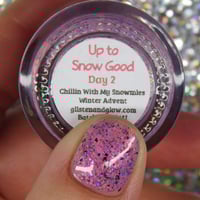 Up to
Snow Good
Day 2
Chillin With My Snowmies
Winter Advent
glistenandglow.com